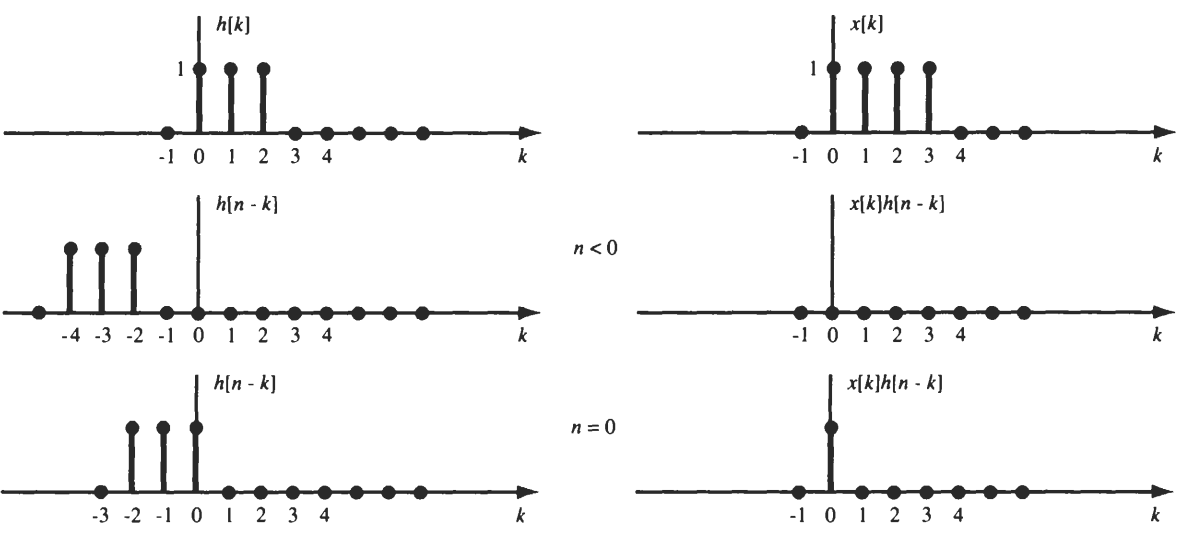 h[k]
x[k]
1
1
-1 0 1 2 3 4 k
-1 0 1 2 3 4 k
h[n - k]
x[k]h[n - k]
n < 0
-4 -3 -2 -1 0 1 2 3 4 k
-1 0 1 2 3 4 k
h[n - k]
x[k]h[n - k]
n = 0
-3 -2 -1 0 1 2 3 4 k
-1 0 1 2 3 4 k